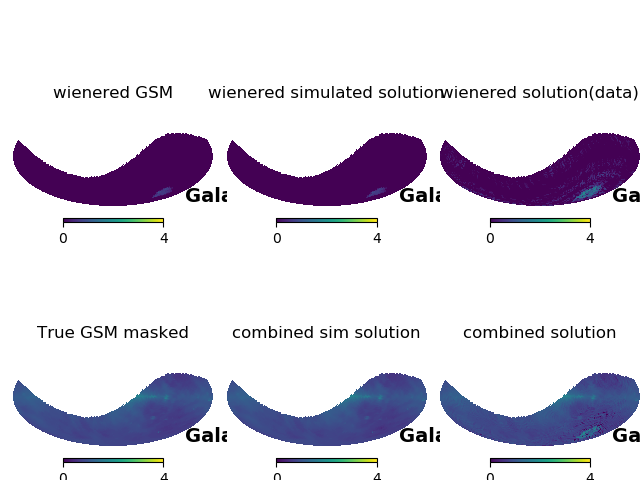 wienered GSM
wienered simulated solution
wienered solution(data)
Gala
Gala
Ga
0 4
0 4
0 4
True GSM masked
combined sim solution
combined solution
Gala
Gala
Ga
0 4
0 4
0 4